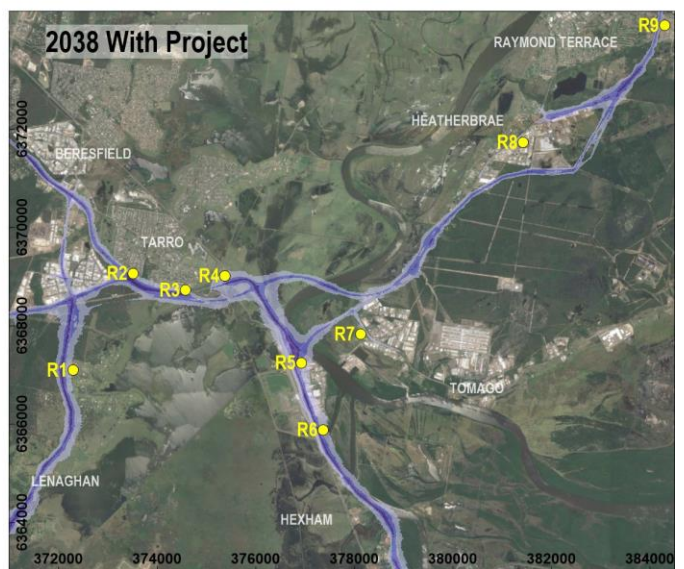 2038 With Project
R9
RAYMOND TERRACE
6372000
HEATHERBRAE
R8
BERESFIELD
6370000
TARRO
R2
R4
R3
6368000
R7
R5
R1
TOMAGO
6366000
R6
LENAGHAN
HEXHAM
6364000
372000 374000 376000 378000 380000 382000 384000